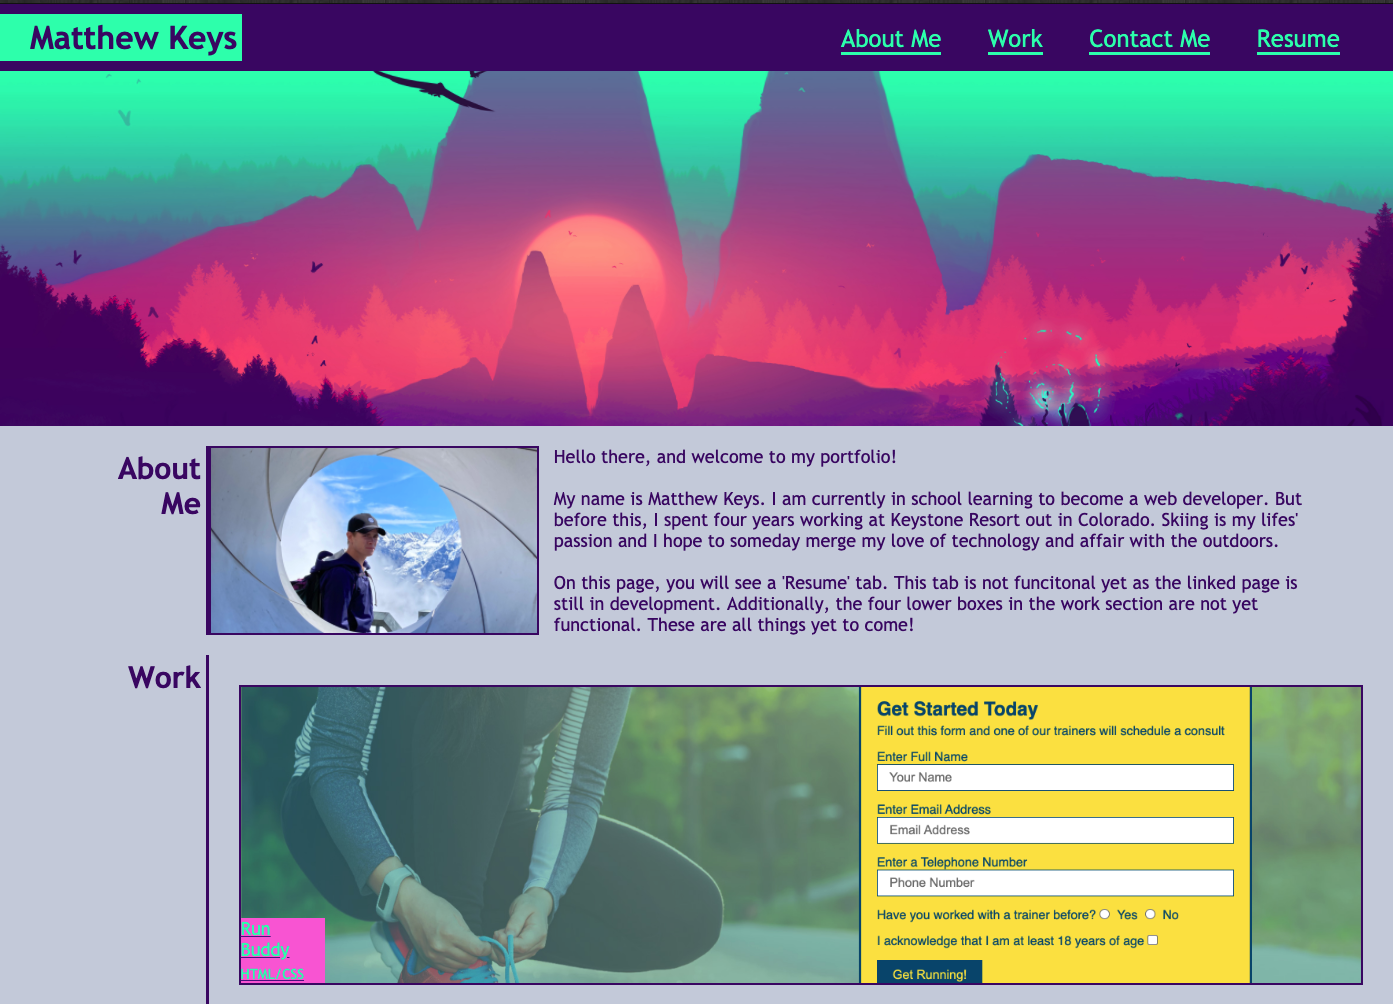 Matthew Keys
About Me
Work
Contact Me
Resume
About
Me
Hello there, and welcome to my portfolio!
My name is Matthew Keys. I am currently in school learning to become a web developer. But
before this, I spent four years working at Keystone Resort out in Colorado. Skiing is my lifes'
passion and I hope to someday merge my love of technology and affair with the outdoors.
On this page, you will see a 'Resume' tab. This tab is not funcitonal yet as the linked page is
still in development. Additionally, the four lower boxes in the work section are not yet
functional. These are all things yet to come!
Work
Run
Buddy
HTML/CSS
Get Started Today
Fill out this form and one of our trainers will schedule a consult
Enter Full Name
Your Name
Enter Email Address
Email Address
Enter a Telephone Number
Phone Number
Have you worked with a trainer before? Yes No
I acknowledge that I am at least 18 years of age
Get Running!